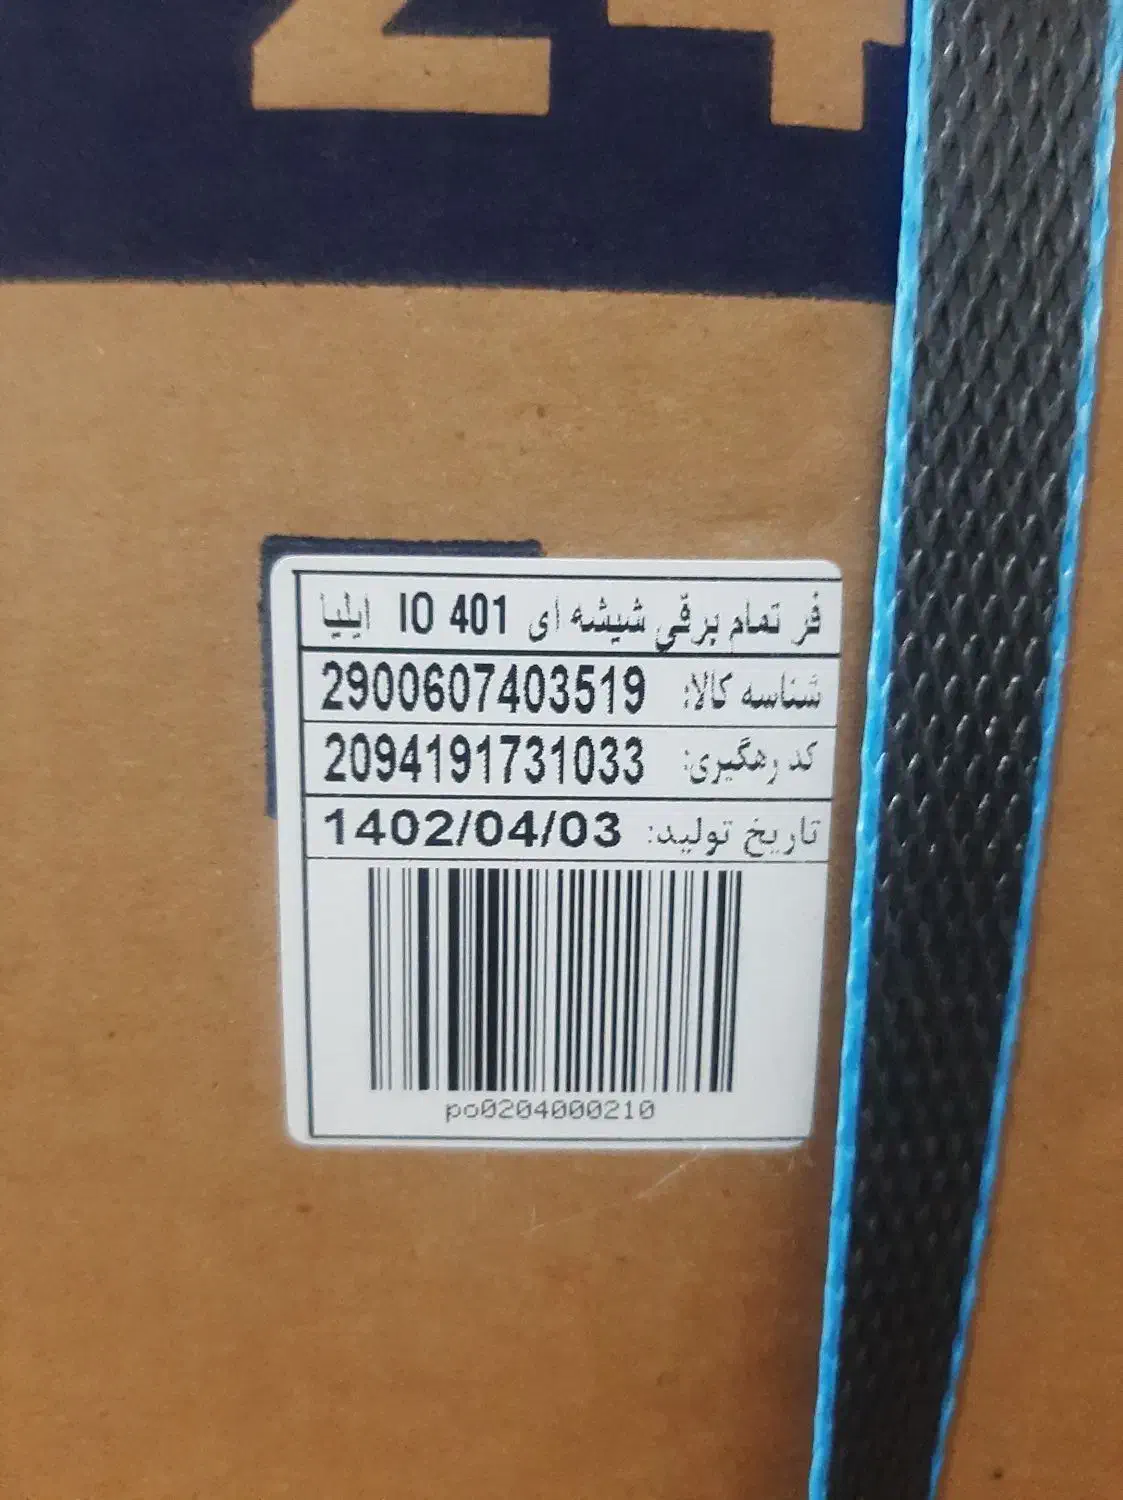 24
فر تمام برقی شیشه ای IO 401 ایلیا
شناسه کالا: 2900607403519
کد رهگیری: 2094191731033
تاریخ تولید: 1402/04/03
po0204000210